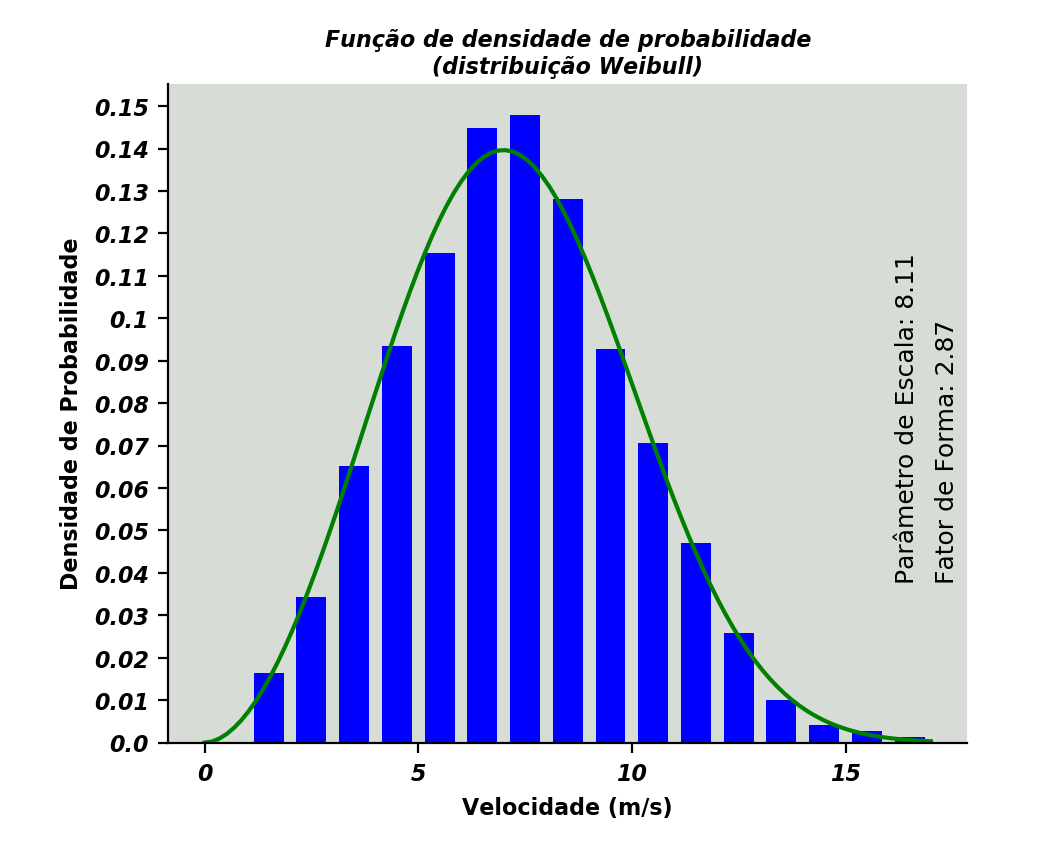 Função de densidade de probabilidade
(distribuição Weibull)
Densidade de Probabilidade
0.15
0.14
0.13
0.12
0.11
0.1
0.09
0.08
0.07
0.06
0.05
0.04
0.03
0.02
0.01
0.0
Parâmetro de Escala: 8.11
Fator de Forma: 2.87
0 5 10 15
Velocidade (m/s)